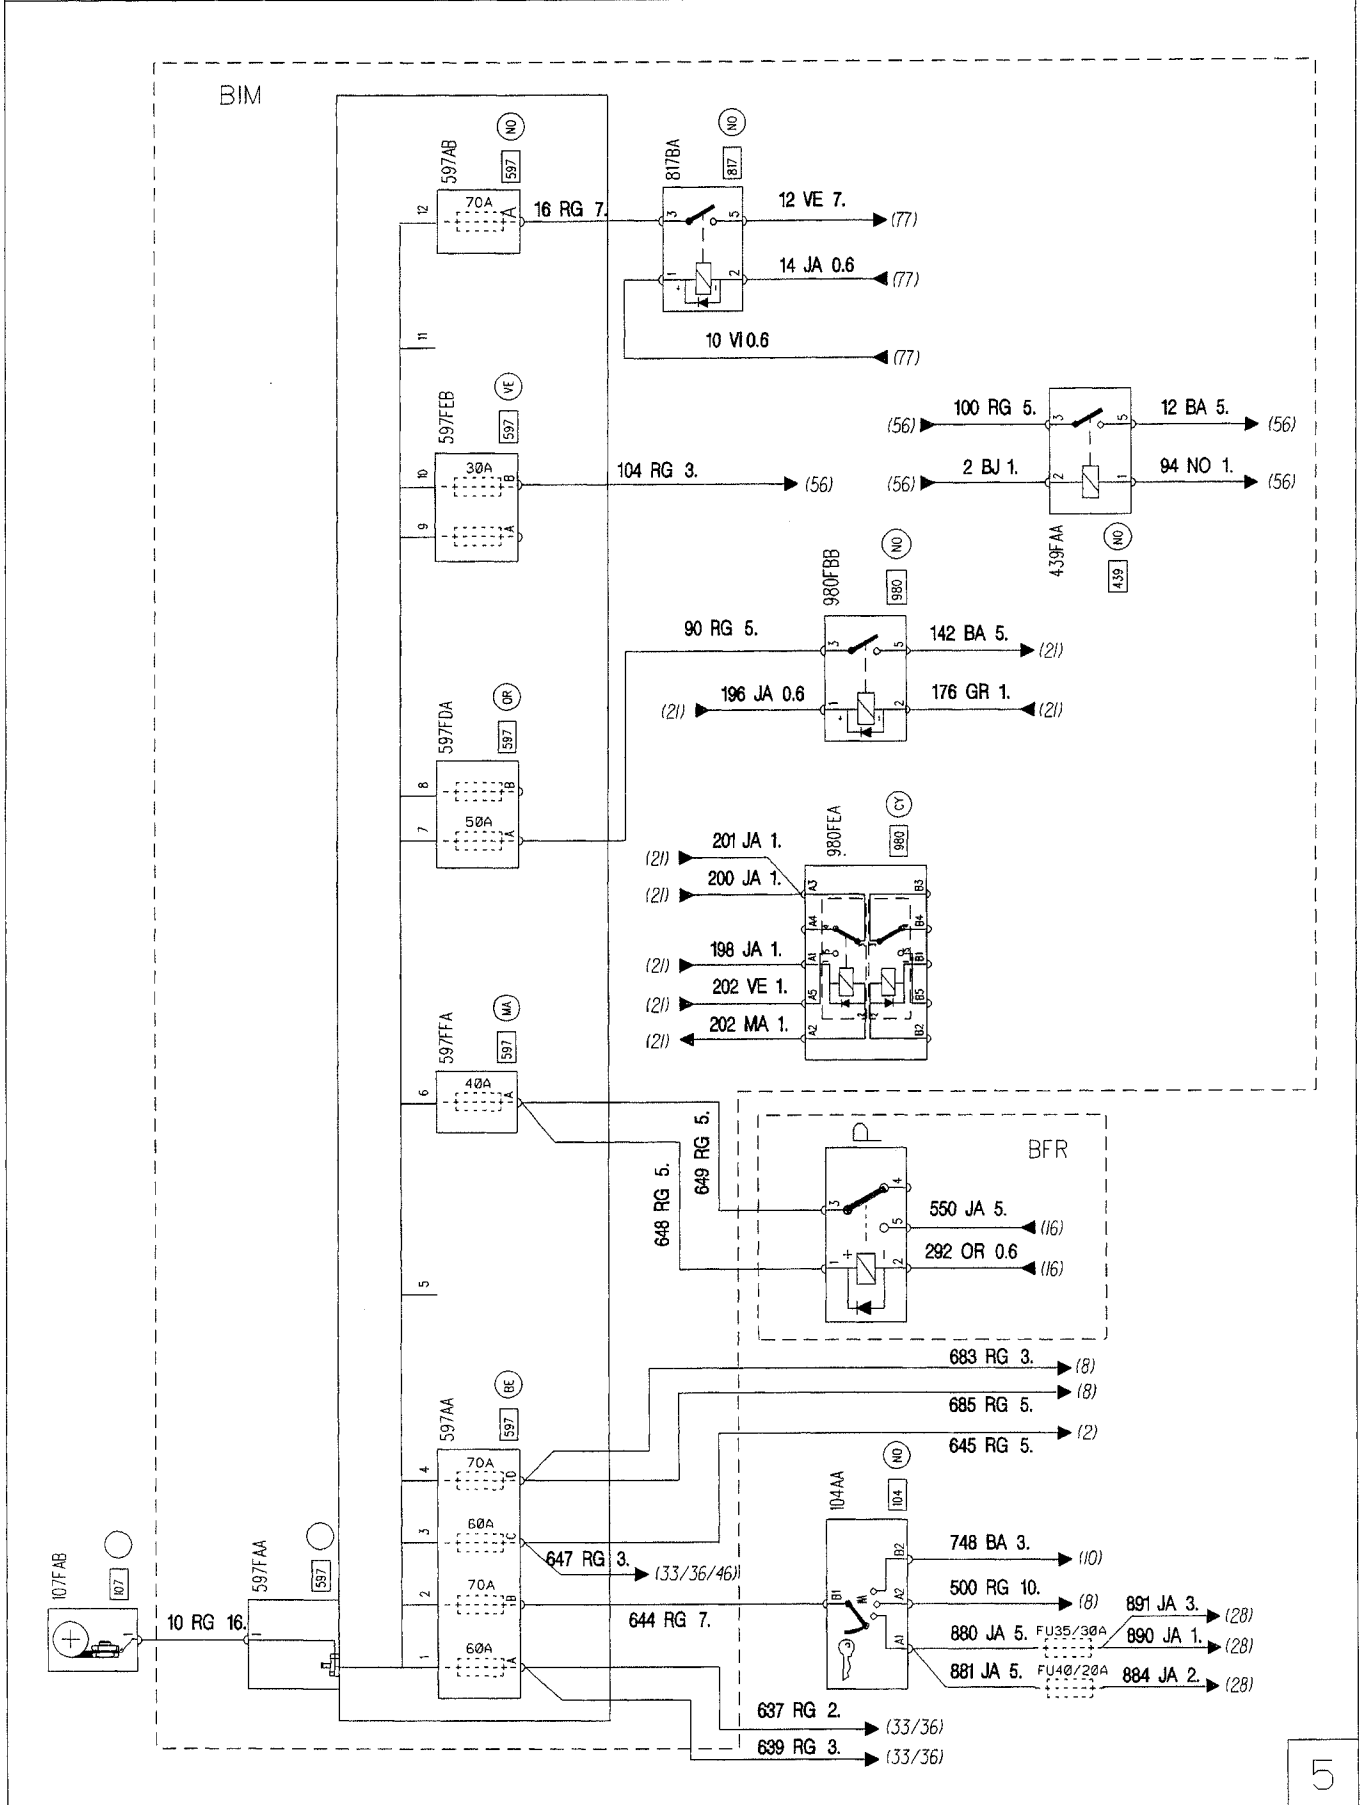 BIM
597AB
NO
597
12
70A
A
16 RG 7.
817BA
NO
817
3
5
1
2
12 VE 7.
(77)
14 JA 0.6
(77)
10 VI 0.6
(77)
11
597FEB
VE
597
10
30A
B
104 RG 3.
(56)
9
A
(56)
100 RG 5.
3
5
12 BA 5.
(56)
(56)
2 BJ 1.
2
1
94 NO 1.
(56)
439FAA
NO
439
980FBB
NO
980
90 RG 5.
3
5
142 BA 5.
(21)
(21)
196 JA 0.6
1
2
176 GR 1.
(21)
597FDA
OR
597
8
B
7
50A
A
980FEA
CY
980
(21)
201 JA 1.
(21)
200 JA 1.
A3
B3
A4
B4
(21)
198 JA 1.
A1
B1
(21)
202 VE 1.
A5
B5
(21)
202 MA 1.
A2
B2
597FFA
MA
597
6
40A
A
649 RG 5.
648 RG 5.
BFR
P
3
4
5
550 JA 5.
(16)
1
+
-
2
292 OR 0.6
(16)
5
683 RG 3.
(8)
685 RG 5.
(8)
645 RG 5.
(2)
597AA
BE
597
4
70A
D
3
60A
C
647 RG 3.
(33/36/46)
2
70A
B
644 RG 7.
1
60A
A
104AA
NO
104
B1
M
B2
A2
A1
748 BA 3.
(10)
500 RG 10.
(8)
880 JA 5.
FU35/30A
891 JA 3.
(28)
890 JA 1.
(28)
881 JA 5.
FU40/20A
884 JA 2.
(28)
107FAB
107
1
10 RG 16.
597FAA
597
1
637 RG 2.
(33/36)
639 RG 3.
(33/36)
5